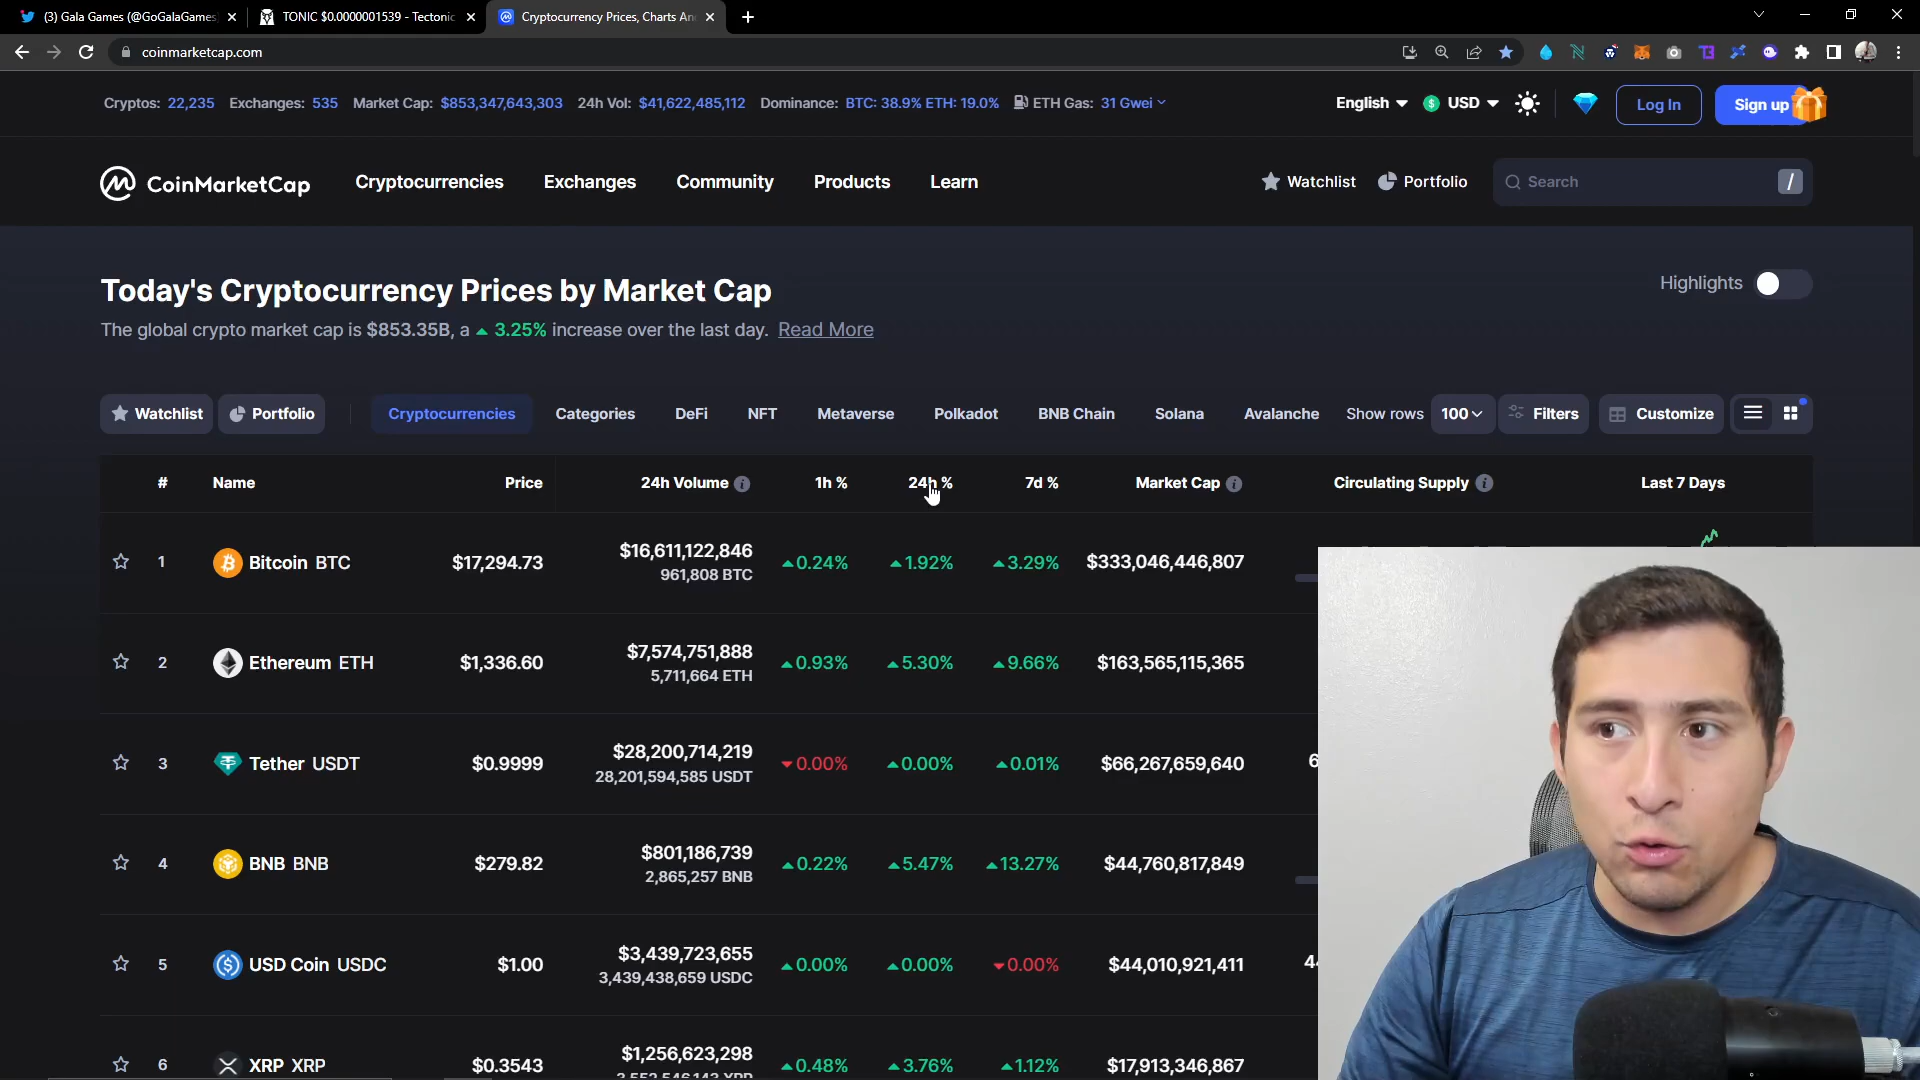 (3) Gala Games (@GoGalaGames TONIC $0.0000001539 - Tectonic Cryptocurrency Prices, Charts An
coinmarketcap.com
Cryptos: 22,235 Exchanges: 535 Market Cap: $853,347,643,303 24h Vol: $41,622,485,112 Dominance: BTC: 38.9% ETH: 19.0% ETH Gas: 31 Gwei English USD Log In Sign up
CoinMarketCap Cryptocurrencies Exchanges Community Products Learn Watchlist Portfolio Search /
Today's Cryptocurrency Prices by Market Cap Highlights
The global crypto market cap is $853.35B, a 3.25% increase over the last day. Read More
Watchlist Portfolio Cryptocurrencies Categories DeFi NFT Metaverse Polkadot BNB Chain Solana Avalanche Show rows 100 Filters Customize
# Name Price 24h Volume 1h % 24h % 7d % Market Cap Circulating Supply Last 7 Days
1 Bitcoin BTC $17,294.73 $16,611,122,846 0.24% 1.92% 3.29% $333,046,446,807
961,808 BTC
2 Ethereum ETH $1,336.60 $7,574,751,888 0.93% 5.30% 9.66% $163,565,115,365
5,711,664 ETH
3 Tether USDT $0.9999 $28,200,714,219 0.00% 0.00% 0.01% $66,267,659,640 6
28,201,594,585 USDT
4 BNB BNB $279.82 $801,186,739 0.22% 5.47% 13.27% $44,760,817,849
2,865,257 BNB
5 USD Coin USDC $1.00 $3,439,723,655 0.00% 0.00% 0.00% $44,010,921,411 4
3,439,438,659 USDC
6 XRP XRP $0.3543 $1,256,623,298 0.48% 3.76% 1.12% $17,913,346,867